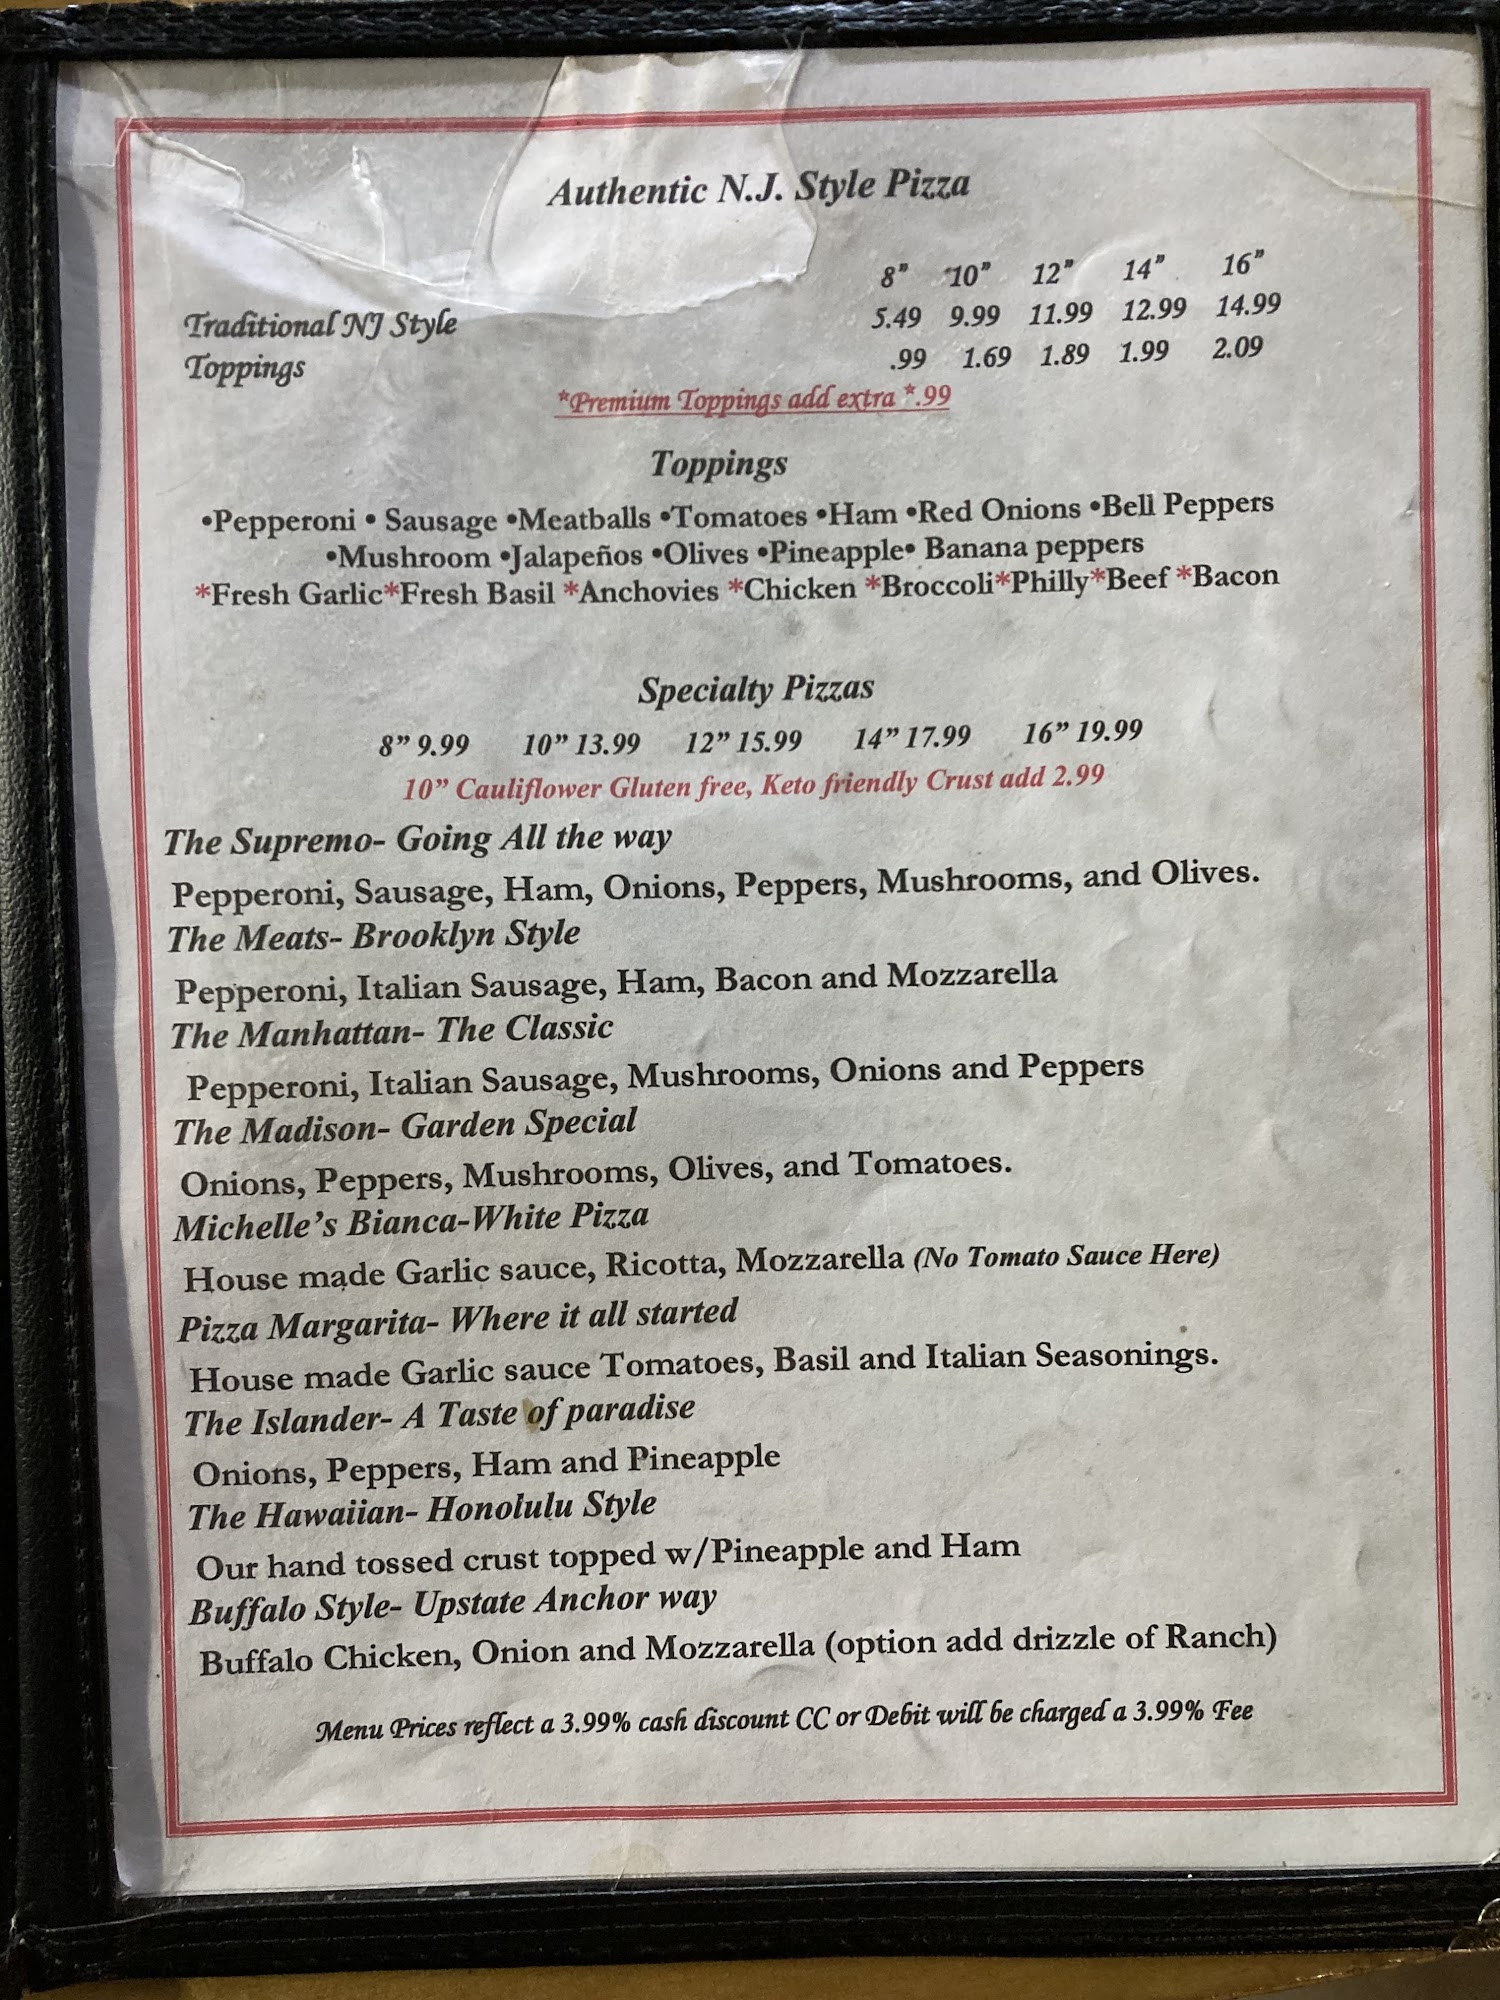 Authentic N.J. Style Pizza
8” 10” 12” 14” 16”
Traditional NJ Style 5.49 9.99 11.99 12.99 14.99
Toppings .99 1.69 1.89 1.99 2.09
*Premium Toppings add extra *.99
Toppings
•Pepperoni • Sausage •Meatballs •Tomatoes •Ham •Red Onions •Bell Peppers
•Mushroom •Jalapeños •Olives •Pineapple• Banana peppers
*Fresh Garlic*Fresh Basil *Anchovies *Chicken *Broccoli*Philly*Beef *Bacon
Specialty Pizzas
8” 9.99 10” 13.99 12” 15.99 14” 17.99 16” 19.99
10” Cauliflower Gluten free, Keto friendly Crust add 2.99
The Supremo- Going All the way
Pepperoni, Sausage, Ham, Onions, Peppers, Mushrooms, and Olives.
The Meats- Brooklyn Style
Pepperoni, Italian Sausage, Ham, Bacon and Mozzarella
The Manhattan- The Classic
Pepperoni, Italian Sausage, Mushrooms, Onions and Peppers
The Madison- Garden Special
Onions, Peppers, Mushrooms, Olives, and Tomatoes.
Michelle’s Bianca-White Pizza
House made Garlic sauce, Ricotta, Mozzarella (No Tomato Sauce Here)
Pizza Margarita- Where it all started
House made Garlic sauce Tomatoes, Basil and Italian Seasonings.
The Islander- A Taste of paradise
Onions, Peppers, Ham and Pineapple
The Hawaiian- Honolulu Style
Our hand tossed crust topped w/Pineapple and Ham
Buffalo Style- Upstate Anchor way
Buffalo Chicken, Onion and Mozzarella (option add drizzle of Ranch)
Menu Prices reflect a 3.99% cash discount CC or Debit will be charged a 3.99% Fee